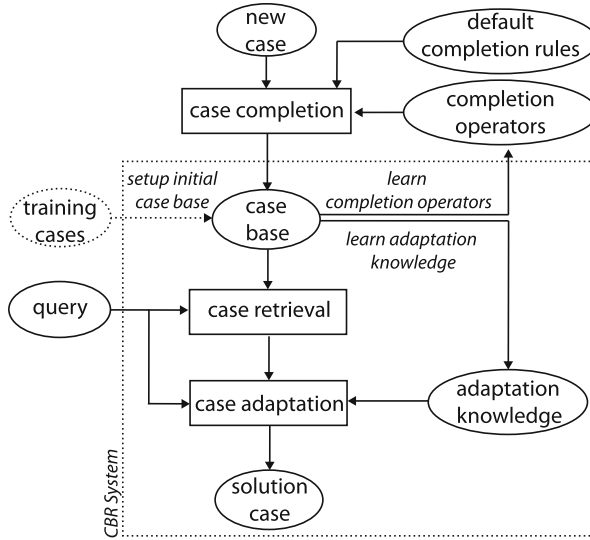 new
case
default
completion rules
case completion
completion
operators
setup initial
case base
learn
completion operators
training
cases
case
base
learn adaptation
knowledge
query
case retrieval
case adaptation
adaptation
knowledge
solution
case
CBR System